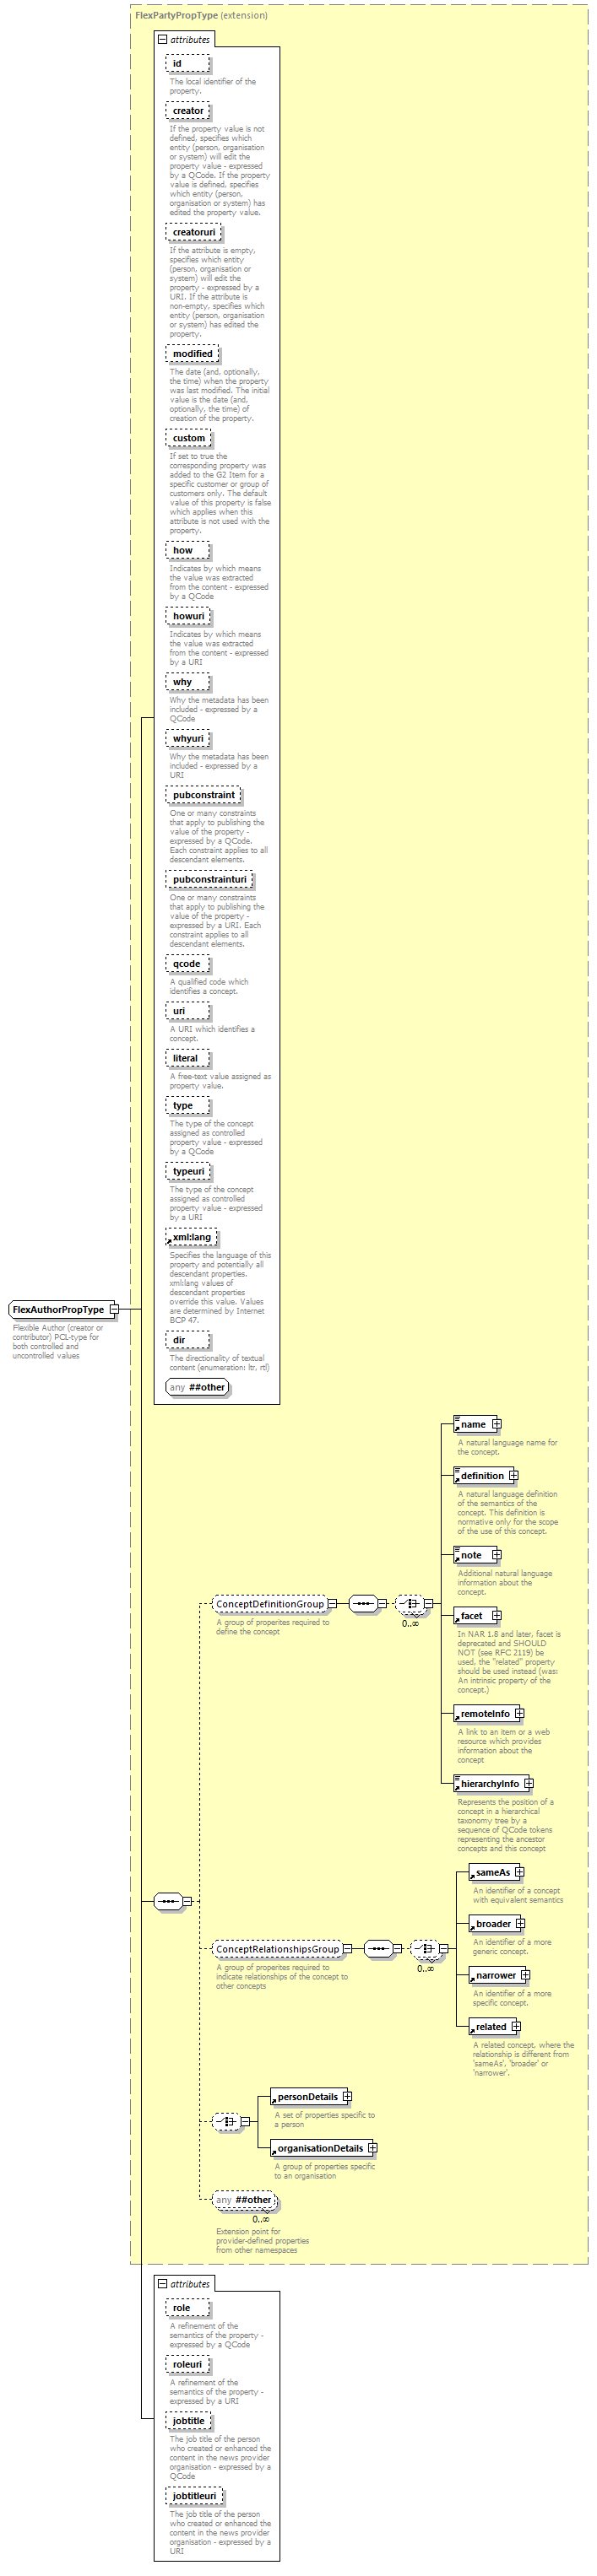 FlexPartyPropType (extension)
attributes
id
The local identifier of the
property.
creator
If the property value is not
defined, specifies which
entity (person, organisation
or system) will edit the
property value - expressed
by a QCode. If the property
value is defined, specifies
which entity (person,
organisation or system) has
edited the property value.
creatoruri
If the attribute is empty,
specifies which entity
(person, organisation or
system) will edit the
property - expressed by a
URI. If the attribute is
non-empty, specifies which
entity (person, organisation
or system) has edited the
property.
modified
The date (and, optionally,
the time) when the property
was last modified. The initial
value is the date (and,
optionally, the time) of
creation of the property.
custom
If set to true the
corresponding property was
added to the G2 Item for a
specific customer or group of
customers only. The default
value of this property is false
which applies when this
attribute is not used with the
property.
how
Indicates by which means
the value was extracted
from the content - expressed
by a QCode
howuri
Indicates by which means
the value was extracted
from the content - expressed
by a URI
why
Why the metadata has been
included - expressed by a
QCode
whyuri
Why the metadata has been
included - expressed by a
URI
pubconstraint
One or many constraints
that apply to publishing the
value of the property -
expressed by a QCode.
Each constraint applies to all
descendant elements.
pubconstrainturi
One or many constraints
that apply to publishing the
value of the property -
expressed by a URI. Each
constraint applies to all
descendant elements.
qcode
A qualified code which
identifies a concept.
uri
A URI which identifies a
concept.
literal
A free-text value assigned as
property value.
type
The type of the concept
assigned as controlled
property value - expressed
by a QCode
typeuri
The type of the concept
assigned as controlled
property value - expressed
by a URI
xml:lang
Specifies the language of this
property and potentially all
descendant properties.
xml:lang values of
descendant properties
override this value. Values
are determined by Internet
BCP 47.
dir
The directionality of textual
content (enumeration: ltr, rtl)
any ##other
FlexAuthorPropType
Flexible Author (creator or
contributor) PCL-type for
both controlled and
uncontrolled values
ConceptDefinitionGroup
A group of properites required to
define the concept
0..∞
name
A natural language name for
the concept.
definition
A natural language definition
of the semantics of the
concept. This definition is
normative only for the scope
of the use of this concept.
note
Additional natural language
information about the
concept.
facet
In NAR 1.8 and later, facet is
deprecated and SHOULD
NOT (see RFC 2119) be
used, the "related" property
should be used instead (was:
An intrinsic property of the
concept.)
remoteInfo
A link to an item or a web
resource which provides
information about the
concept
hierarchyInfo
Represents the position of a
concept in a hierarchical
taxonomy tree by a
sequence of QCode tokens
representing the ancestor
concepts and this concept
ConceptRelationshipsGroup
A group of properites required to
indicate relationships of the concept to
other concepts
0..∞
sameAs
An identifier of a concept
with equivalent semantics
broader
An identifier of a more
generic concept.
narrower
An identifier of a more
specific concept.
related
A related concept, where the
relationship is different from
'sameAs', 'broader' or
'narrower'.
personDetails
A set of properties specific to
a person
organisationDetails
A group of properties specific
to an organisation
any ##other
0..∞
Extension point for
provider-defined properties
from other namespaces
attributes
role
A refinement of the
semantics of the property -
expressed by a QCode
roleuri
A refinement of the
semantics of the property -
expressed by a URI
jobtitle
The job title of the person
who created or enhanced the
content in the news provider
organisation - expressed by a
QCode
jobtitleuri
The job title of the person
who created or enhanced the
content in the news provider
organisation - expressed by a
URI